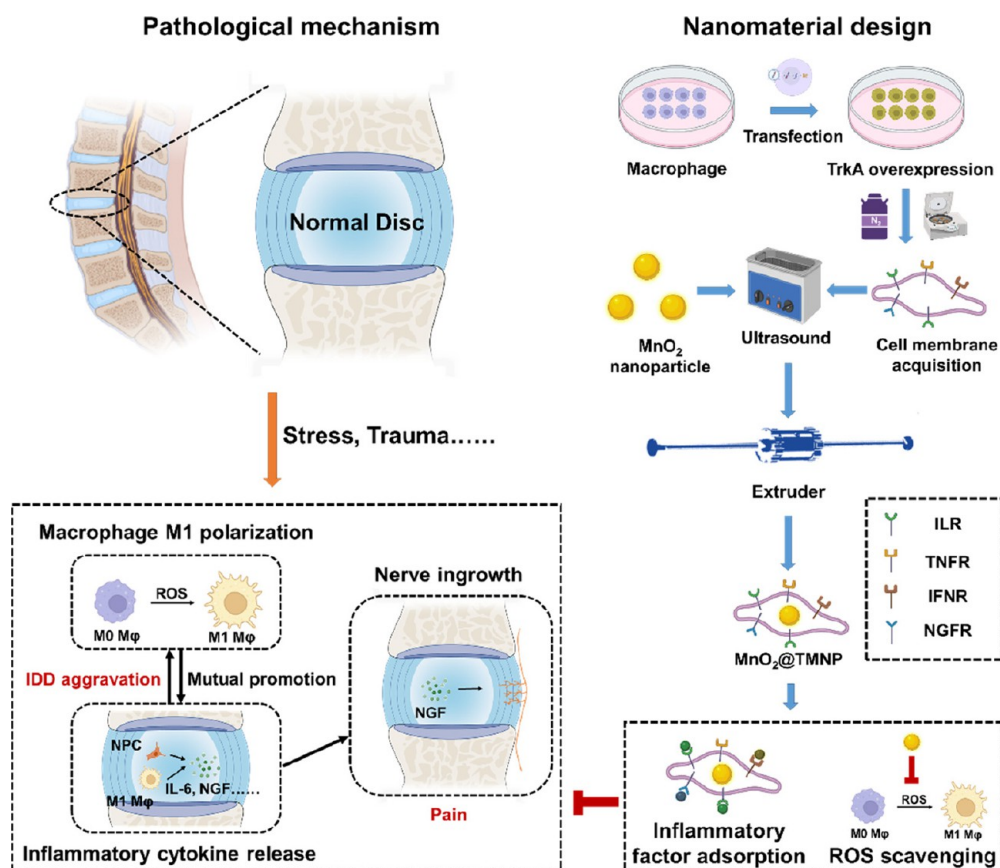 Pathological mechanism
Normal Disc
Stress, Trauma……
Macrophage M1 polarization
ROS
M0 Mφ
M1 Mφ
IDD aggravation
Mutual promotion
NPC
M1 Mφ
IL-6, NGF……
Inflammatory cytokine release
Nerve ingrowth
NGF
Pain
Nanomaterial design
Macrophage
Transfection
TrkA overexpression
N₂
MnO₂
nanoparticle
Ultrasound
Cell membrane
acquisition
Extruder
ILR
TNFR
IFNR
NGFR
MnO₂@TMNP
Inflammatory
factor adsorption
ROS
M0 Mφ
M1 Mφ
ROS scavenging